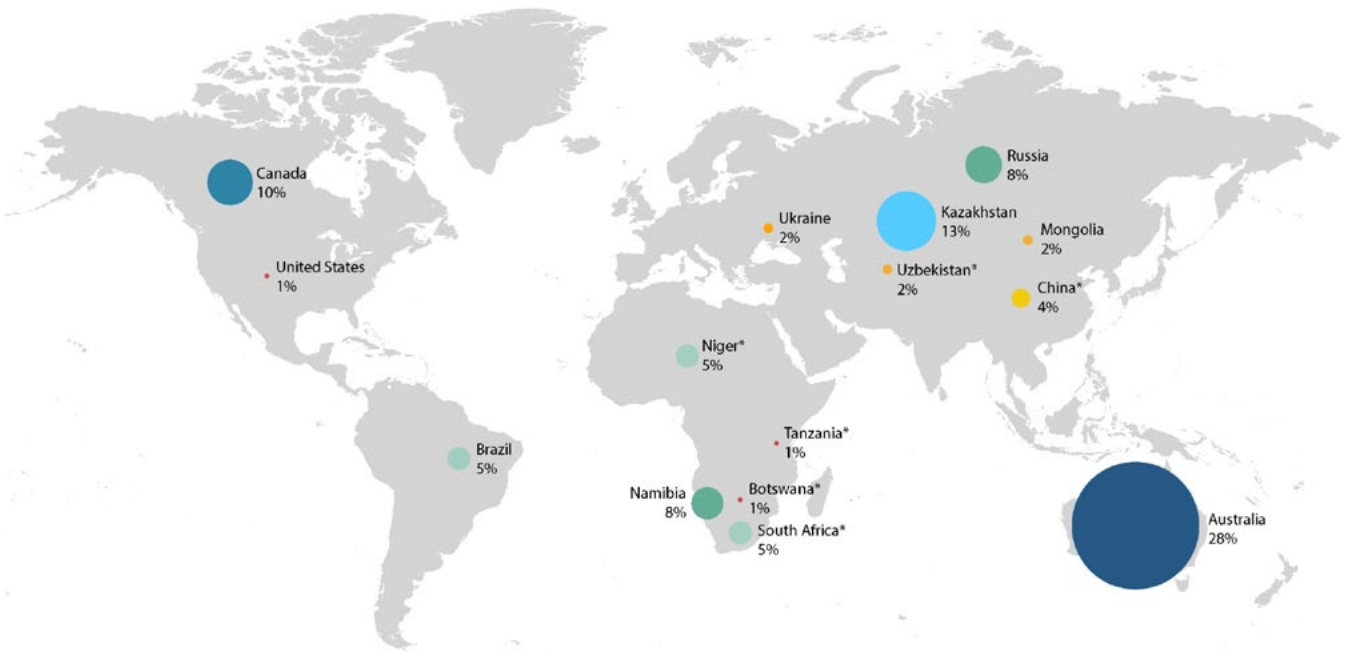 Canada
10%
United States
1%
Brazil
5%
Ukraine
2%
Russia
8%
Kazakhstan
13%
Mongolia
2%
Uzbekistan*
2%
China*
4%
Niger*
5%
Tanzania*
1%
Namibia
8%
Botswana*
1%
South Africa*
5%
Australia
28%